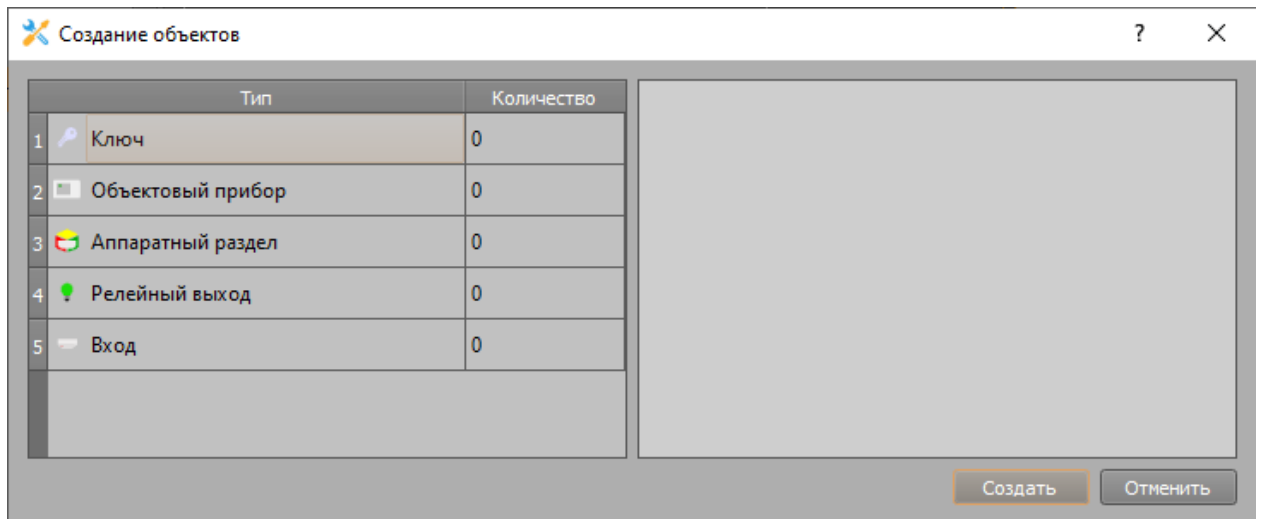 Создание объектов ?
Тип Количество
1 Ключ 0
2 Объектовый прибор 0
3 Аппаратный раздел 0
4 Релейный выход 0
5 Вход 0
Создать Отменить